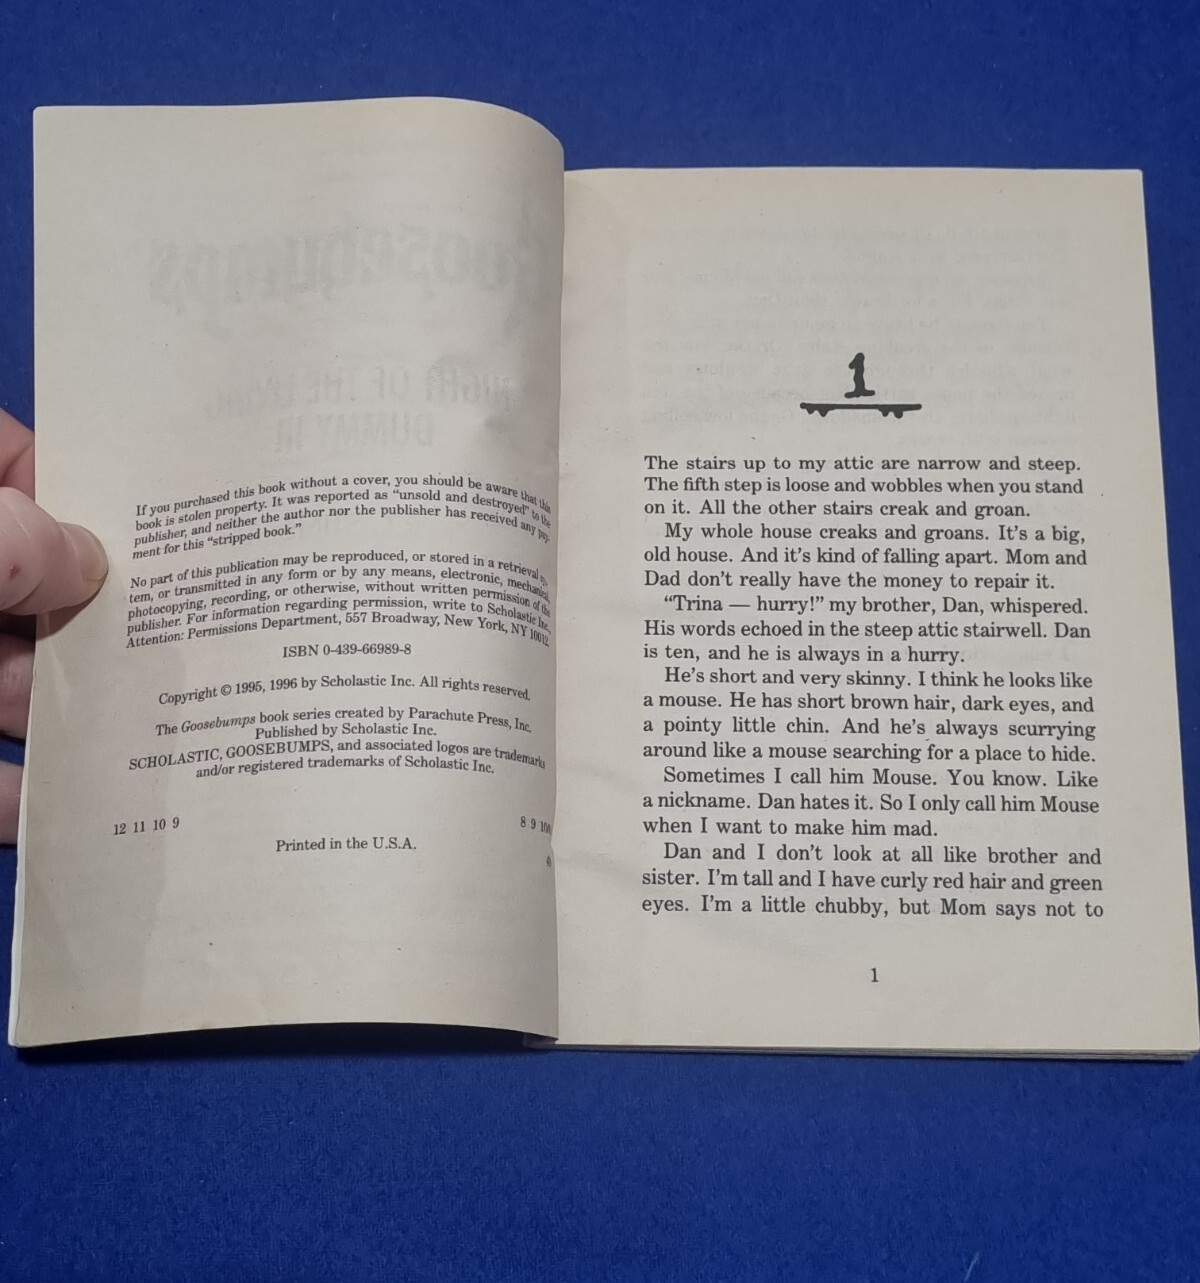 If you purchased this book without a cover, you should be aware that this
book is stolen property. It was reported as “unsold and destroyed” to the
publisher, and neither the author nor the publisher has received any pay-
ment for this “stripped book.”
No part of this publication may be reproduced, or stored in a retrieval sys-
tem, or transmitted in any form or by any means, electronic, mechanical,
photocopying, recording, or otherwise, without written permission of the
publisher. For information regarding permission, write to Scholastic Inc.,
Attention: Permissions Department, 557 Broadway, New York, NY 10012.
ISBN 0-439-66989-8
Copyright © 1995, 1996 by Scholastic Inc. All rights reserved.
The Goosebumps book series created by Parachute Press, Inc.
Published by Scholastic Inc.
SCHOLASTIC, GOOSEBUMPS, and associated logos are trademarks
and/or registered trademarks of Scholastic Inc.
12 11 10 9 8 9
Printed in the U.S.A.
1
The stairs up to my attic are narrow and steep.
The fifth step is loose and wobbles when you stand
on it. All the other stairs creak and groan.
My whole house creaks and groans. It’s a big,
old house. And it’s kind of falling apart. Mom and
Dad don’t really have the money to repair it.
“Trina — hurry!” my brother, Dan, whispered.
His words echoed in the steep attic stairwell. Dan
is ten, and he is always in a hurry.
He’s short and very skinny. I think he looks like
a mouse. He has short brown hair, dark eyes, and
a pointy little chin. And he’s always scurrying
around like a mouse searching for a place to hide.
Sometimes I call him Mouse. You know. Like
a nickname. Dan hates it. So I only call him Mouse
when I want to make him mad.
Dan and I don’t look at all like brother and
sister. I’m tall and I have curly red hair and green
eyes. I’m a little chubby, but Mom says not to
1